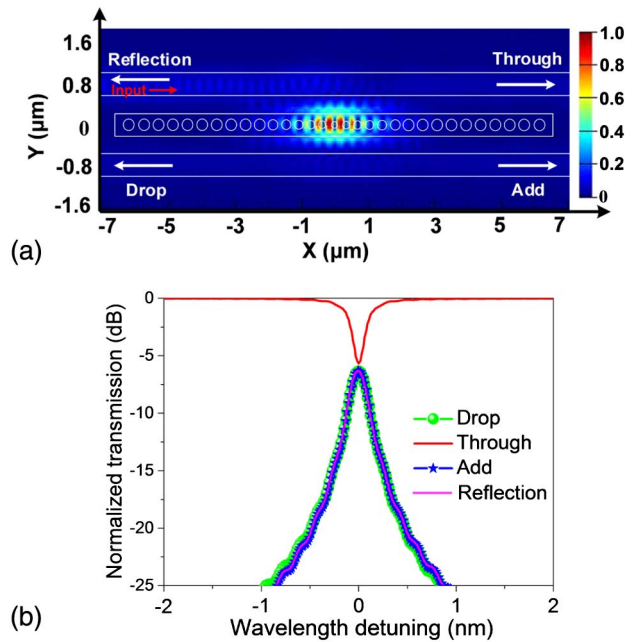 1.6
0.8
0
-0.8
-1.6
Y (μm)
Reflection
Through
Input
Drop
Add
-7 -5 -3 -1 1 3 5 7
X (μm)
1.0
0.8
0.6
0.4
0.2
0
(a)
0
-5
-10
-15
-20
-25
Normalized transmission (dB)
Drop
Through
Add
Reflection
-2 -1 0 1 2
Wavelength detuning (nm)
(b)